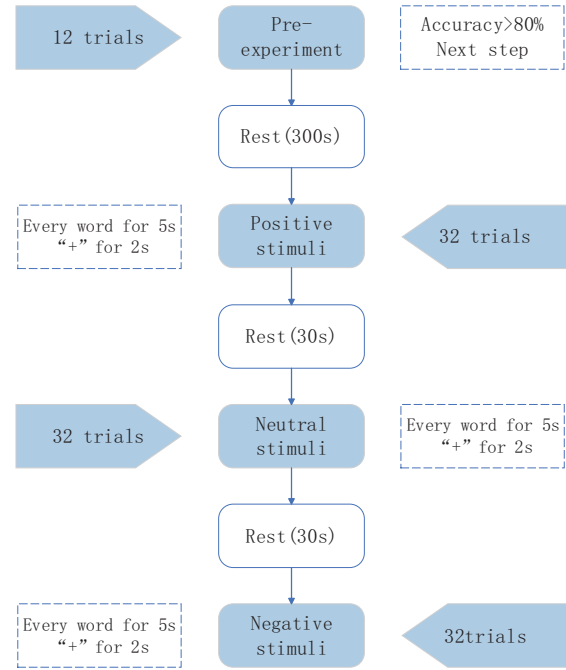 12 trials
Pre-
experiment
Accuracy>80%
Next step
Rest(300s)
Every word for 5s
“+”for 2s
Positive
stimuli
32 trials
Rest(30s)
32 trials
Neutral
stimuli
Every word for 5s
“+”for 2s
Rest(30s)
Every word for 5s
“+”for 2s
Negative
stimuli
32trials